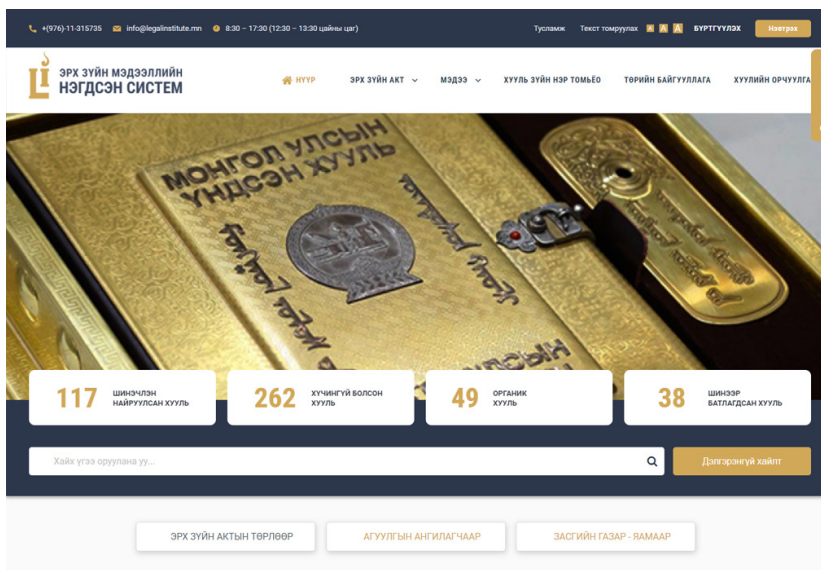 +(976)-11-315735 info@legalinstitute.mn 8:30 – 17:30 (12:30 – 13:30 цайны цаг) Тусламж Текст томруулах A A A БҮРТГҮҮЛЭХ Нэвтрэх
ЭРХ ЗҮЙН МЭДЭЭЛЛИЙН
НЭГДСЭН СИСТЕМ
НҮҮР ЭРХ ЗҮЙН АКТ МЭДЭЭ ХУУЛЬ ЗҮЙН НЭР ТОМЬЁО ТӨРИЙН БАЙГУУЛЛАГА ХУУЛИЙН ОРЧУУЛГА
МОНГОЛ УЛСЫН
ҮНДСЭН ХУУЛЬ
117 ШИНЭЧЛЭН
НАЙРУУЛСАН ХУУЛЬ
262 ХҮЧИНГҮЙ БОЛСОН
ХУУЛЬ
49 ОРГАНИК
ХУУЛЬ
38 ШИНЭЭР
БАТЛАГДСАН ХУУЛЬ
Хайх үгээ оруулана уу...
Дэлгэрэнгүй хайлт
ЭРХ ЗҮЙН АКТЫН ТӨРЛӨӨР
АГУУЛГЫН АНГИЛАГЧААР
ЗАСГИЙН ГАЗАР - ЯАМААР